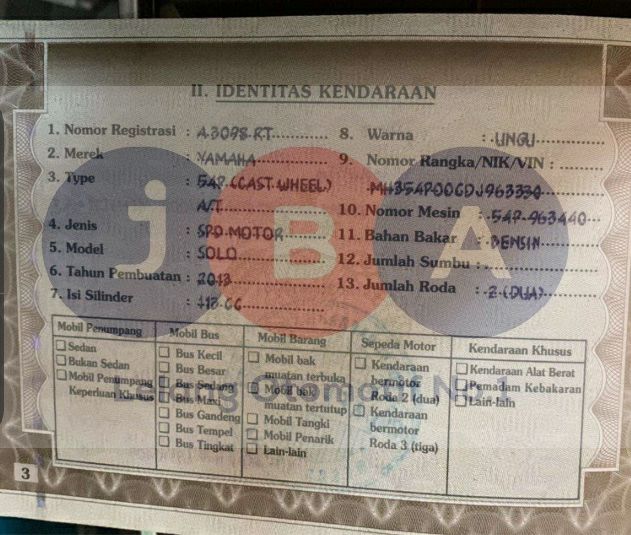 II. IDENTITAS KENDARAAN
1. Nomor Registrasi : A 3098 RT
2. Merek : YAMAHA
3. Type : 54P (CAST WHEEL)
A/T
4. Jenis : SPD. MOTOR
5. Model : SOLO
6. Tahun Pembuatan : 2013
7. Isi Silinder : 113 CC
8. Warna : UNGU
9. Nomor Rangka/NIK/VIN :
MH354P00CDJ963330
10. Nomor Mesin : 54P-963440
11. Bahan Bakar : BENSIN
12. Jumlah Sumbu :
13. Jumlah Roda : 2 (DUA)
JBA
Mobil Penumpang
Sedan
Bukan Sedan
Mobil Penumpang
Keperluan Khusus
Mobil Bus
Bus Kecil
Bus Besar
Bus Sedang
Bus Maxi
Bus Gandeng
Bus Tempel
Bus Tingkat
Mobil Barang
Mobil bak
muatan terbuka
Mobil bak
muatan tertutup
Mobil Tangki
Mobil Penarik
Lain-lain
Sepeda Motor
Kendaraan
bermotor
Roda 2 (dua)
Kendaraan
bermotor
Roda 3 (tiga)
Kendaraan Khusus
Kendaraan Alat Berat
Pemadam Kebakaran
Lain-lain
3